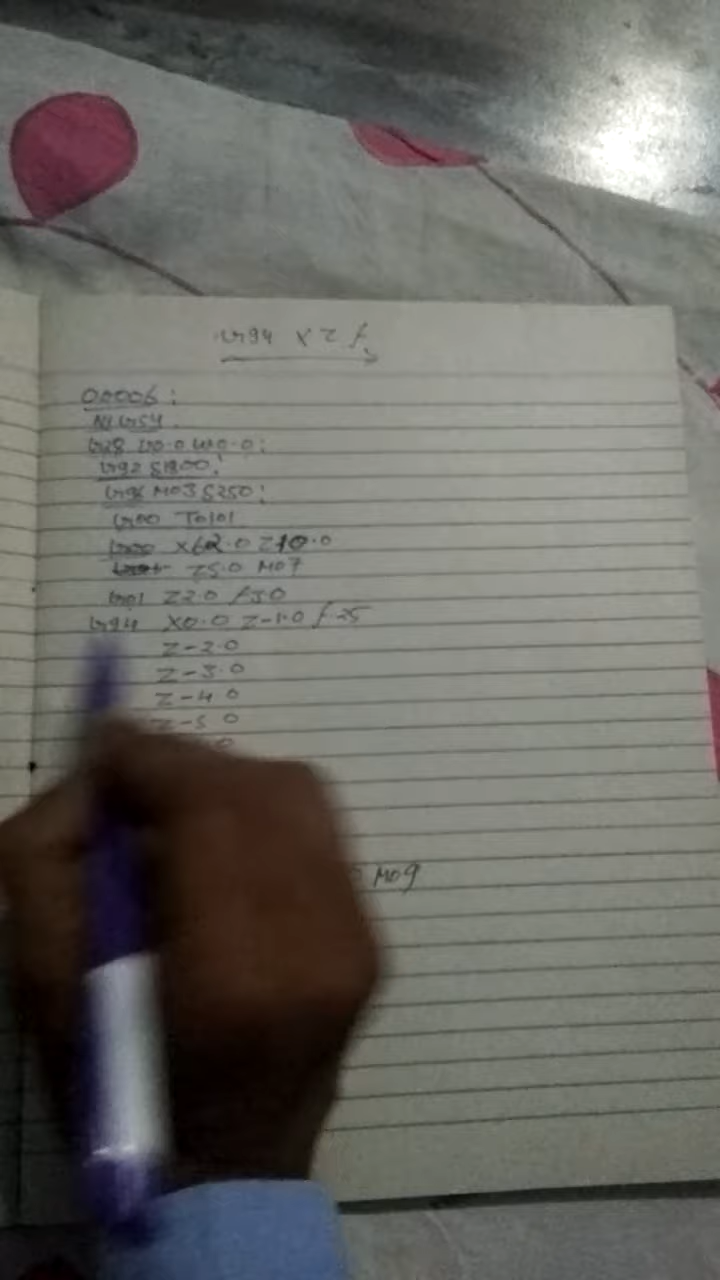 G94 X Z f
O0006;
N1 G54
G28 U0.0 W0.0;
G92 S1800;
G96 M03 S250;
G00 T0101
G00 X62.0 Z10.0
Z5.0 M07
G01 Z2.0 f30
G94 X0.0 Z-1.0 f.25
Z-2.0
Z-3.0
Z-4 0
Z-5 0
0
M09